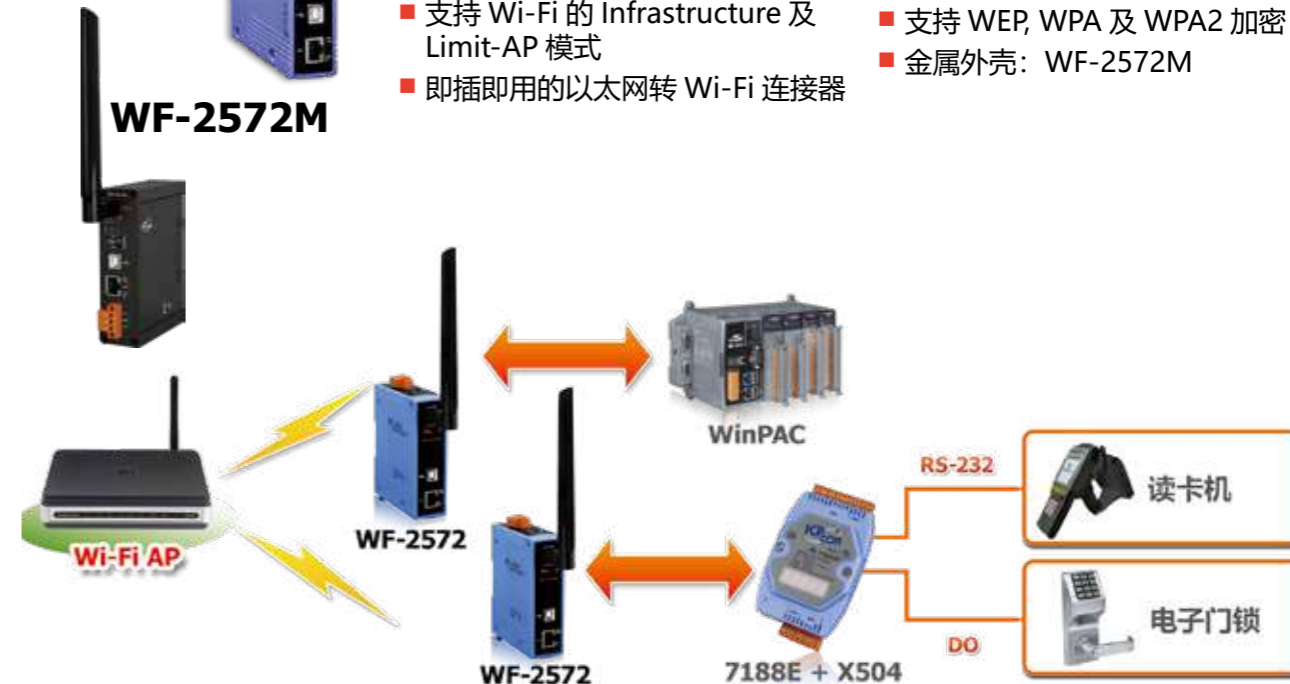 ■ 支持 Wi-Fi 的 Infrastructure 及
Limit-AP 模式
■ 即插即用的以太网转 Wi-Fi 连接器
■ 支持 WEP, WPA 及 WPA2 加密
■ 金属外壳：WF-2572M
WF-2572M
WinPAC
RS-232
读卡机
WF-2572
Wi-Fi AP
电子门锁
DO
WF-2572
7188E + X504